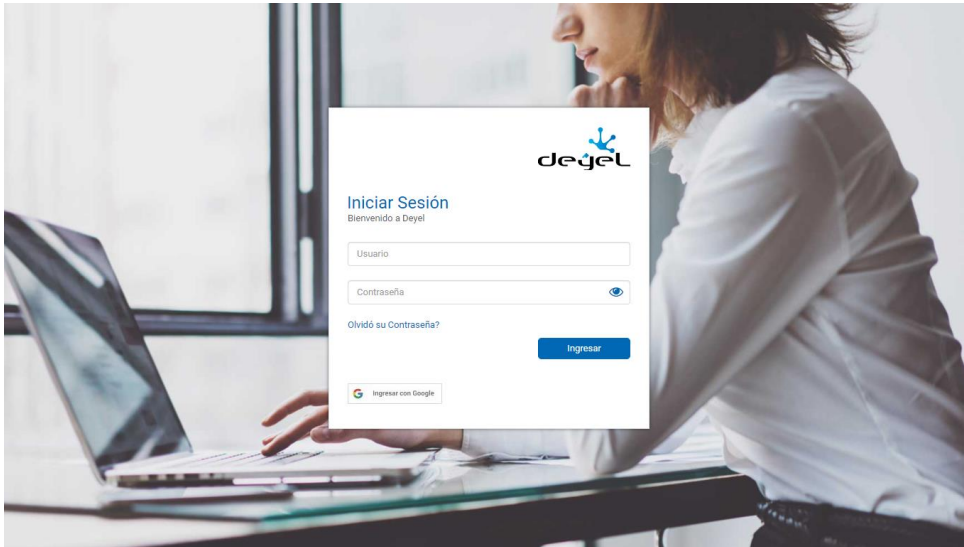 deyel
Iniciar Sesión
Bienvenido a Deyel
Usuario
Contraseña
Olvidó su Contraseña?
Ingresar
Ingresar con Google